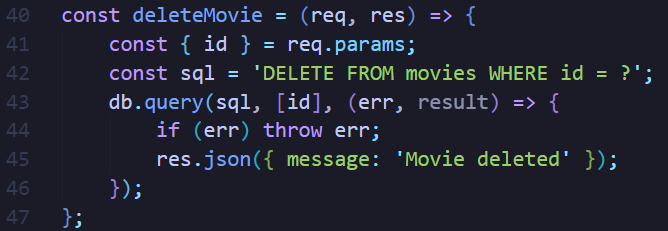 40 const deleteMovie = (req, res) => {
41     const { id } = req.params;
42     const sql = 'DELETE FROM movies WHERE id = ?';
43     db.query(sql, [id], (err, result) => {
44         if (err) throw err;
45         res.json({ message: 'Movie deleted' });
46     });
47 };